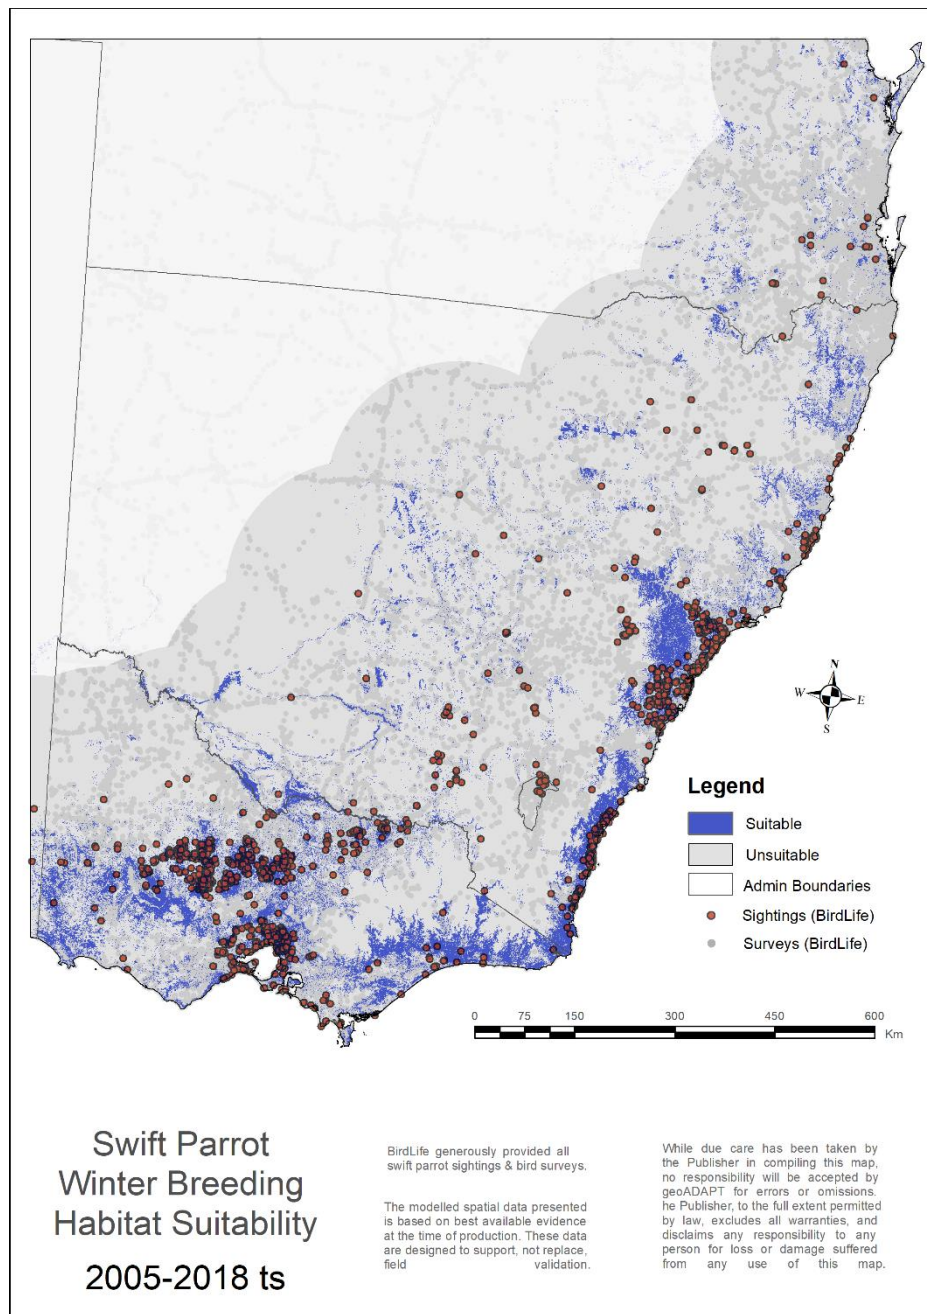 N
W
E
S
Legend
Suitable
Unsuitable
Admin Boundaries
Sightings (BirdLife)
Surveys (BirdLife)
0 75 150 300 450 600
Km
Swift Parrot
Winter Breeding
Habitat Suitability
2005-2018 ts
BirdLife generously provided all
swift parrot sightings & bird surveys.
The modelled spatial data presented
is based on best available evidence
at the time of production. These data
are designed to support, not replace,
field validation.
While due care has been taken by
the Publisher in compiling this map,
no responsibility will be accepted by
geoADAPT for errors or omissions.
he Publisher, to the full extent permitted
by law, excludes all warranties, and
disclaims any responsibility to any
person for loss or damage suffered
from any use of this map.